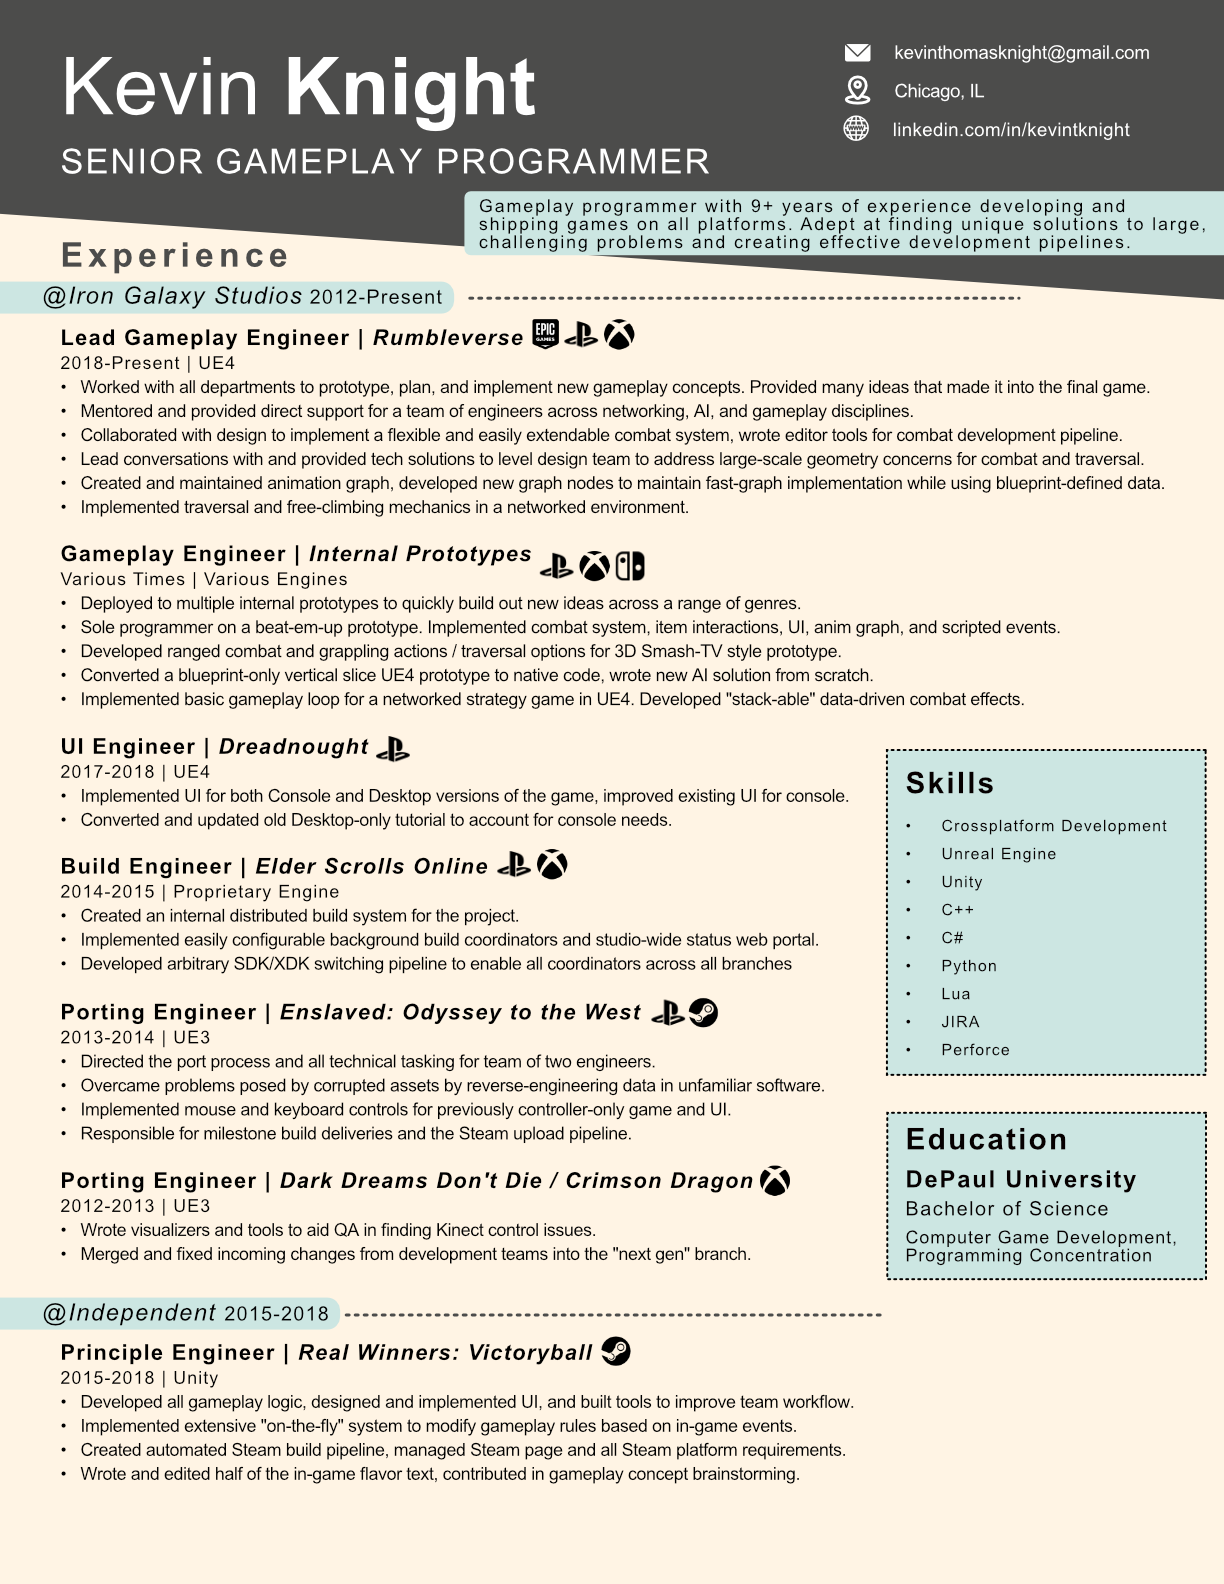 Kevin Knight
SENIOR GAMEPLAY PROGRAMMER
kevinthomasknight@gmail.com
Chicago, IL
linkedin.com/in/kevintknight
Gameplay programmer with 9+ years of experience developing and
shipping games on all platforms. Adept at finding unique solutions to large,
challenging problems and creating effective development pipelines.
Experience
@Iron Galaxy Studios 2012-Present
Lead Gameplay Engineer | Rumbleverse EPIC GAMES
2018-Present | UE4
• Worked with all departments to prototype, plan, and implement new gameplay concepts. Provided many ideas that made it into the final game.
• Mentored and provided direct support for a team of engineers across networking, AI, and gameplay disciplines.
• Collaborated with design to implement a flexible and easily extendable combat system, wrote editor tools for combat development pipeline.
• Lead conversations with and provided tech solutions to level design team to address large-scale geometry concerns for combat and traversal.
• Created and maintained animation graph, developed new graph nodes to maintain fast-graph implementation while using blueprint-defined data.
• Implemented traversal and free-climbing mechanics in a networked environment.
Gameplay Engineer | Internal Prototypes
Various Times | Various Engines
• Deployed to multiple internal prototypes to quickly build out new ideas across a range of genres.
• Sole programmer on a beat-em-up prototype. Implemented combat system, item interactions, UI, anim graph, and scripted events.
• Developed ranged combat and grappling actions / traversal options for 3D Smash-TV style prototype.
• Converted a blueprint-only vertical slice UE4 prototype to native code, wrote new AI solution from scratch.
• Implemented basic gameplay loop for a networked strategy game in UE4. Developed "stack-able" data-driven combat effects.
UI Engineer | Dreadnought
2017-2018 | UE4
• Implemented UI for both Console and Desktop versions of the game, improved existing UI for console.
• Converted and updated old Desktop-only tutorial to account for console needs.
Build Engineer | Elder Scrolls Online
2014-2015 | Proprietary Engine
• Created an internal distributed build system for the project.
• Implemented easily configurable background build coordinators and studio-wide status web portal.
• Developed arbitrary SDK/XDK switching pipeline to enable all coordinators across all branches
Porting Engineer | Enslaved: Odyssey to the West
2013-2014 | UE3
• Directed the port process and all technical tasking for team of two engineers.
• Overcame problems posed by corrupted assets by reverse-engineering data in unfamiliar software.
• Implemented mouse and keyboard controls for previously controller-only game and UI.
• Responsible for milestone build deliveries and the Steam upload pipeline.
Porting Engineer | Dark Dreams Don't Die / Crimson Dragon
2012-2013 | UE3
• Wrote visualizers and tools to aid QA in finding Kinect control issues.
• Merged and fixed incoming changes from development teams into the "next gen" branch.
Skills
• Crossplatform Development
• Unreal Engine
• Unity
• C++
• C#
• Python
• Lua
• JIRA
• Perforce
Education
DePaul University
Bachelor of Science
Computer Game Development,
Programming Concentration
@Independent 2015-2018
Principle Engineer | Real Winners: Victoryball
2015-2018 | Unity
• Developed all gameplay logic, designed and implemented UI, and built tools to improve team workflow.
• Implemented extensive "on-the-fly" system to modify gameplay rules based on in-game events.
• Created automated Steam build pipeline, managed Steam page and all Steam platform requirements.
• Wrote and edited half of the in-game flavor text, contributed in gameplay concept brainstorming.